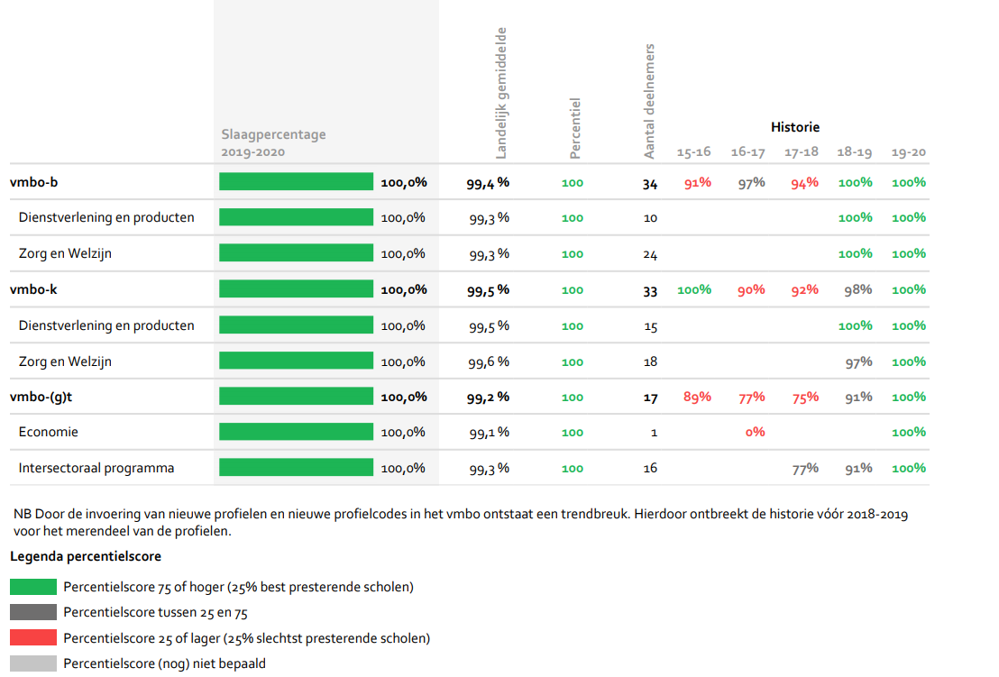 Landelijk gemiddelde
Percentiel
Aantal deelnemers
Historie
Slaagpercentage
2019-2020
15-16 16-17 17-18 18-19 19-20
vmbo-b 100,0% 99,4 % 100 34 91% 97% 94% 100% 100%
Dienstverlening en producten 100,0% 99,3 % 100 10 100% 100%
Zorg en Welzijn 100,0% 99,3 % 100 24 100% 100%
vmbo-k 100,0% 99,5 % 100 33 100% 90% 92% 98% 100%
Dienstverlening en producten 100,0% 99,5 % 100 15 100% 100%
Zorg en Welzijn 100,0% 99,6 % 100 18 97% 100%
vmbo-(g)t 100,0% 99,2 % 100 17 89% 77% 75% 91% 100%
Economie 100,0% 99,1 % 100 1 0% 100%
Intersectoraal programma 100,0% 99,3 % 100 16 77% 91% 100%
NB Door de invoering van nieuwe profielen en nieuwe profielcodes in het vmbo ontstaat een trendbreuk. Hierdoor ontbreekt de historie vóór 2018-2019
voor het merendeel van de profielen.
Legenda percentielscore
Percentielscore 75 of hoger (25% best presterende scholen)
Percentielscore tussen 25 en 75
Percentielscore 25 of lager (25% slechtst presterende scholen)
Percentielscore (nog) niet bepaald